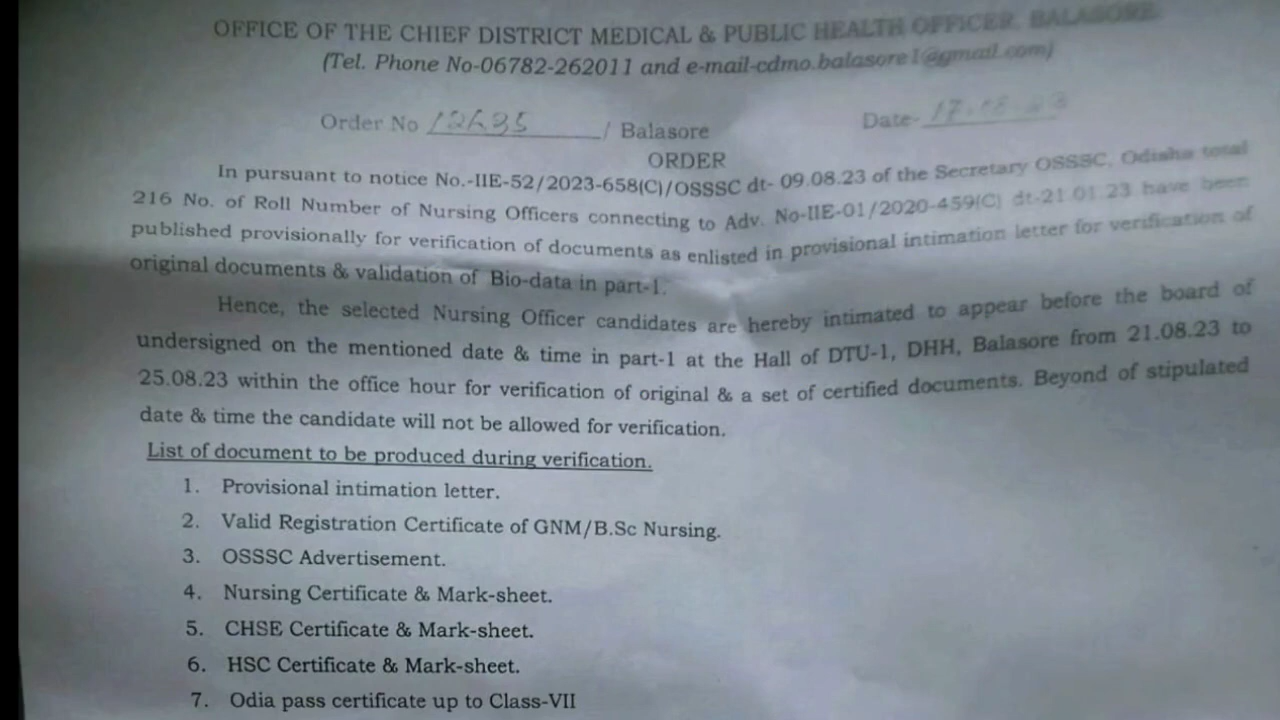 OFFICE OF THE CHIEF DISTRICT MEDICAL & PUBLIC HEALTH OFFICER, BALASORE
(Tel. Phone No-06782-262011 and e-mail-cdmo.balasore1@gmail.com)
Order No / Balasore Date- 17.08.23
ORDER
In pursuant to notice No.-IIE-52/2023-658(C)/OSSSC dt- 09.08.23 of the Secretary OSSSC, Odisha total
216 No. of Roll Number of Nursing Officers connecting to Adv. No-IIE-01/2020-459(C) dt-21.01.23 have been
published provisionally for verification of documents as enlisted in provisional intimation letter for verification of
original documents & validation of Bio-data in part-1.
Hence, the selected Nursing Officer candidates are hereby intimated to appear before the board of
undersigned on the mentioned date & time in part-1 at the Hall of DTU-1, DHH, Balasore from 21.08.23 to
25.08.23 within the office hour for verification of original & a set of certified documents. Beyond of stipulated
date & time the candidate will not be allowed for verification.
List of document to be produced during verification.
1. Provisional intimation letter.
2. Valid Registration Certificate of GNM/B.Sc Nursing.
3. OSSSC Advertisement.
4. Nursing Certificate & Mark-sheet.
5. CHSE Certificate & Mark-sheet.
6. HSC Certificate & Mark-sheet.
7. Odia pass certificate up to Class-VII